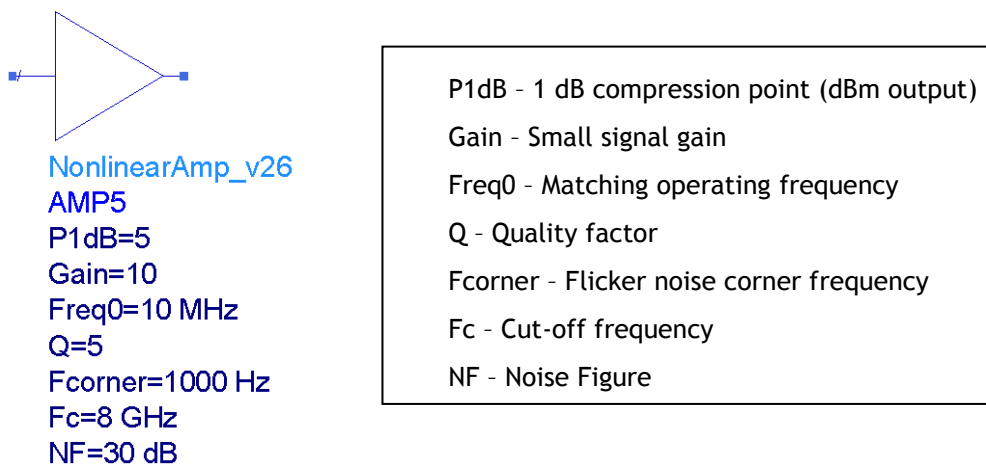 NonlinearAmp_v26
AMP5
P1dB=5
Gain=10
Freq0=10 MHz
Q=5
Fcorner=1000 Hz
Fc=8 GHz
NF=30 dB
P1dB – 1 dB compression point (dBm output)
Gain – Small signal gain
Freq0 – Matching operating frequency
Q – Quality factor
Fcorner – Flicker noise corner frequency
Fc – Cut-off frequency
NF – Noise Figure